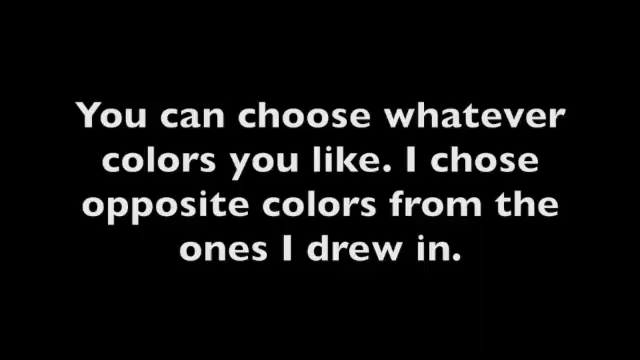 You can choose whatever
colors you like. I chose
opposite colors from the
ones I drew in.